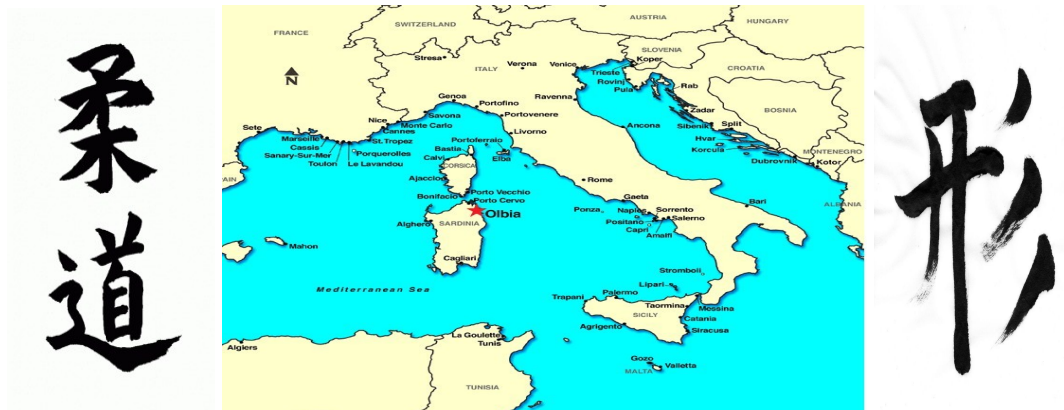 柔
道
FRANCE
SWITZERLAND
AUSTRIA
HUNGARY
SLOVENIA
CROATIA
BOSNIA
MONTENEGRO
ALBANIA
ITALY
N
Stresa
Verona
Venice
Trieste
Koper
Rovinj
Pula
Rab
Zadar
Sibenik
Split
Hvar
Korcula
Dubrovnik
Kotor
Genoa
Portofino
Savona
Portovenere
Ravenna
Livorno
Ancona
Nice
Monte Carlo
Cannes
St. Tropez
Sete
Marseille
Cassis
Sanary-Sur-Mer
Toulon
Porquerolles
Le Lavandou
Portoferraio
Bastia
Elba
Calvi
CORSICA
Ajaccio
Bonifacio
Porto Vecchio
Porto Cervo
Olbia
Alghero
SARDINIA
Cagliari
Rome
Gaeta
Ponza
Naples
Sorrento
Positano
Salerno
Capri
Amalfi
Bari
AIN
Mahon
Mediterranean Sea
Stromboli
Lipari
Trapani
Palermo
Taormina
Messina
SICILY
Catania
Agrigento
Siracusa
Gozo
Valletta
MALTA
Algiers
La Goulette
Tunis
TUNISIA
形